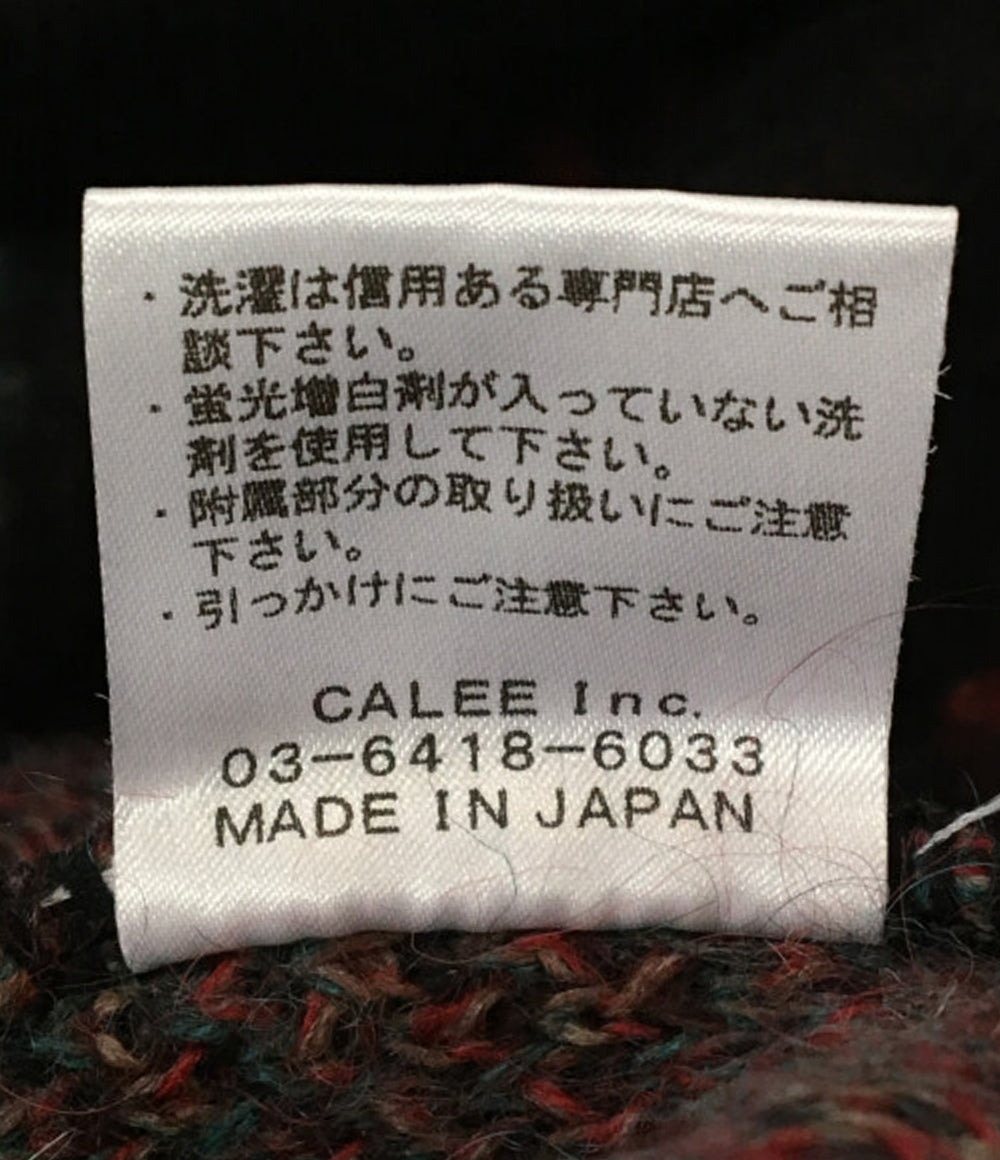 ・洗濯は信用ある専門店へご相
談下さい。
・蛍光増白剤が入っていない洗
剤を使用して下さい。
・附属部分の取り扱いにご注意
下さい。
・引っかけにご注意下さい。
CALEE Inc.
03-6418-6033
MADE IN JAPAN